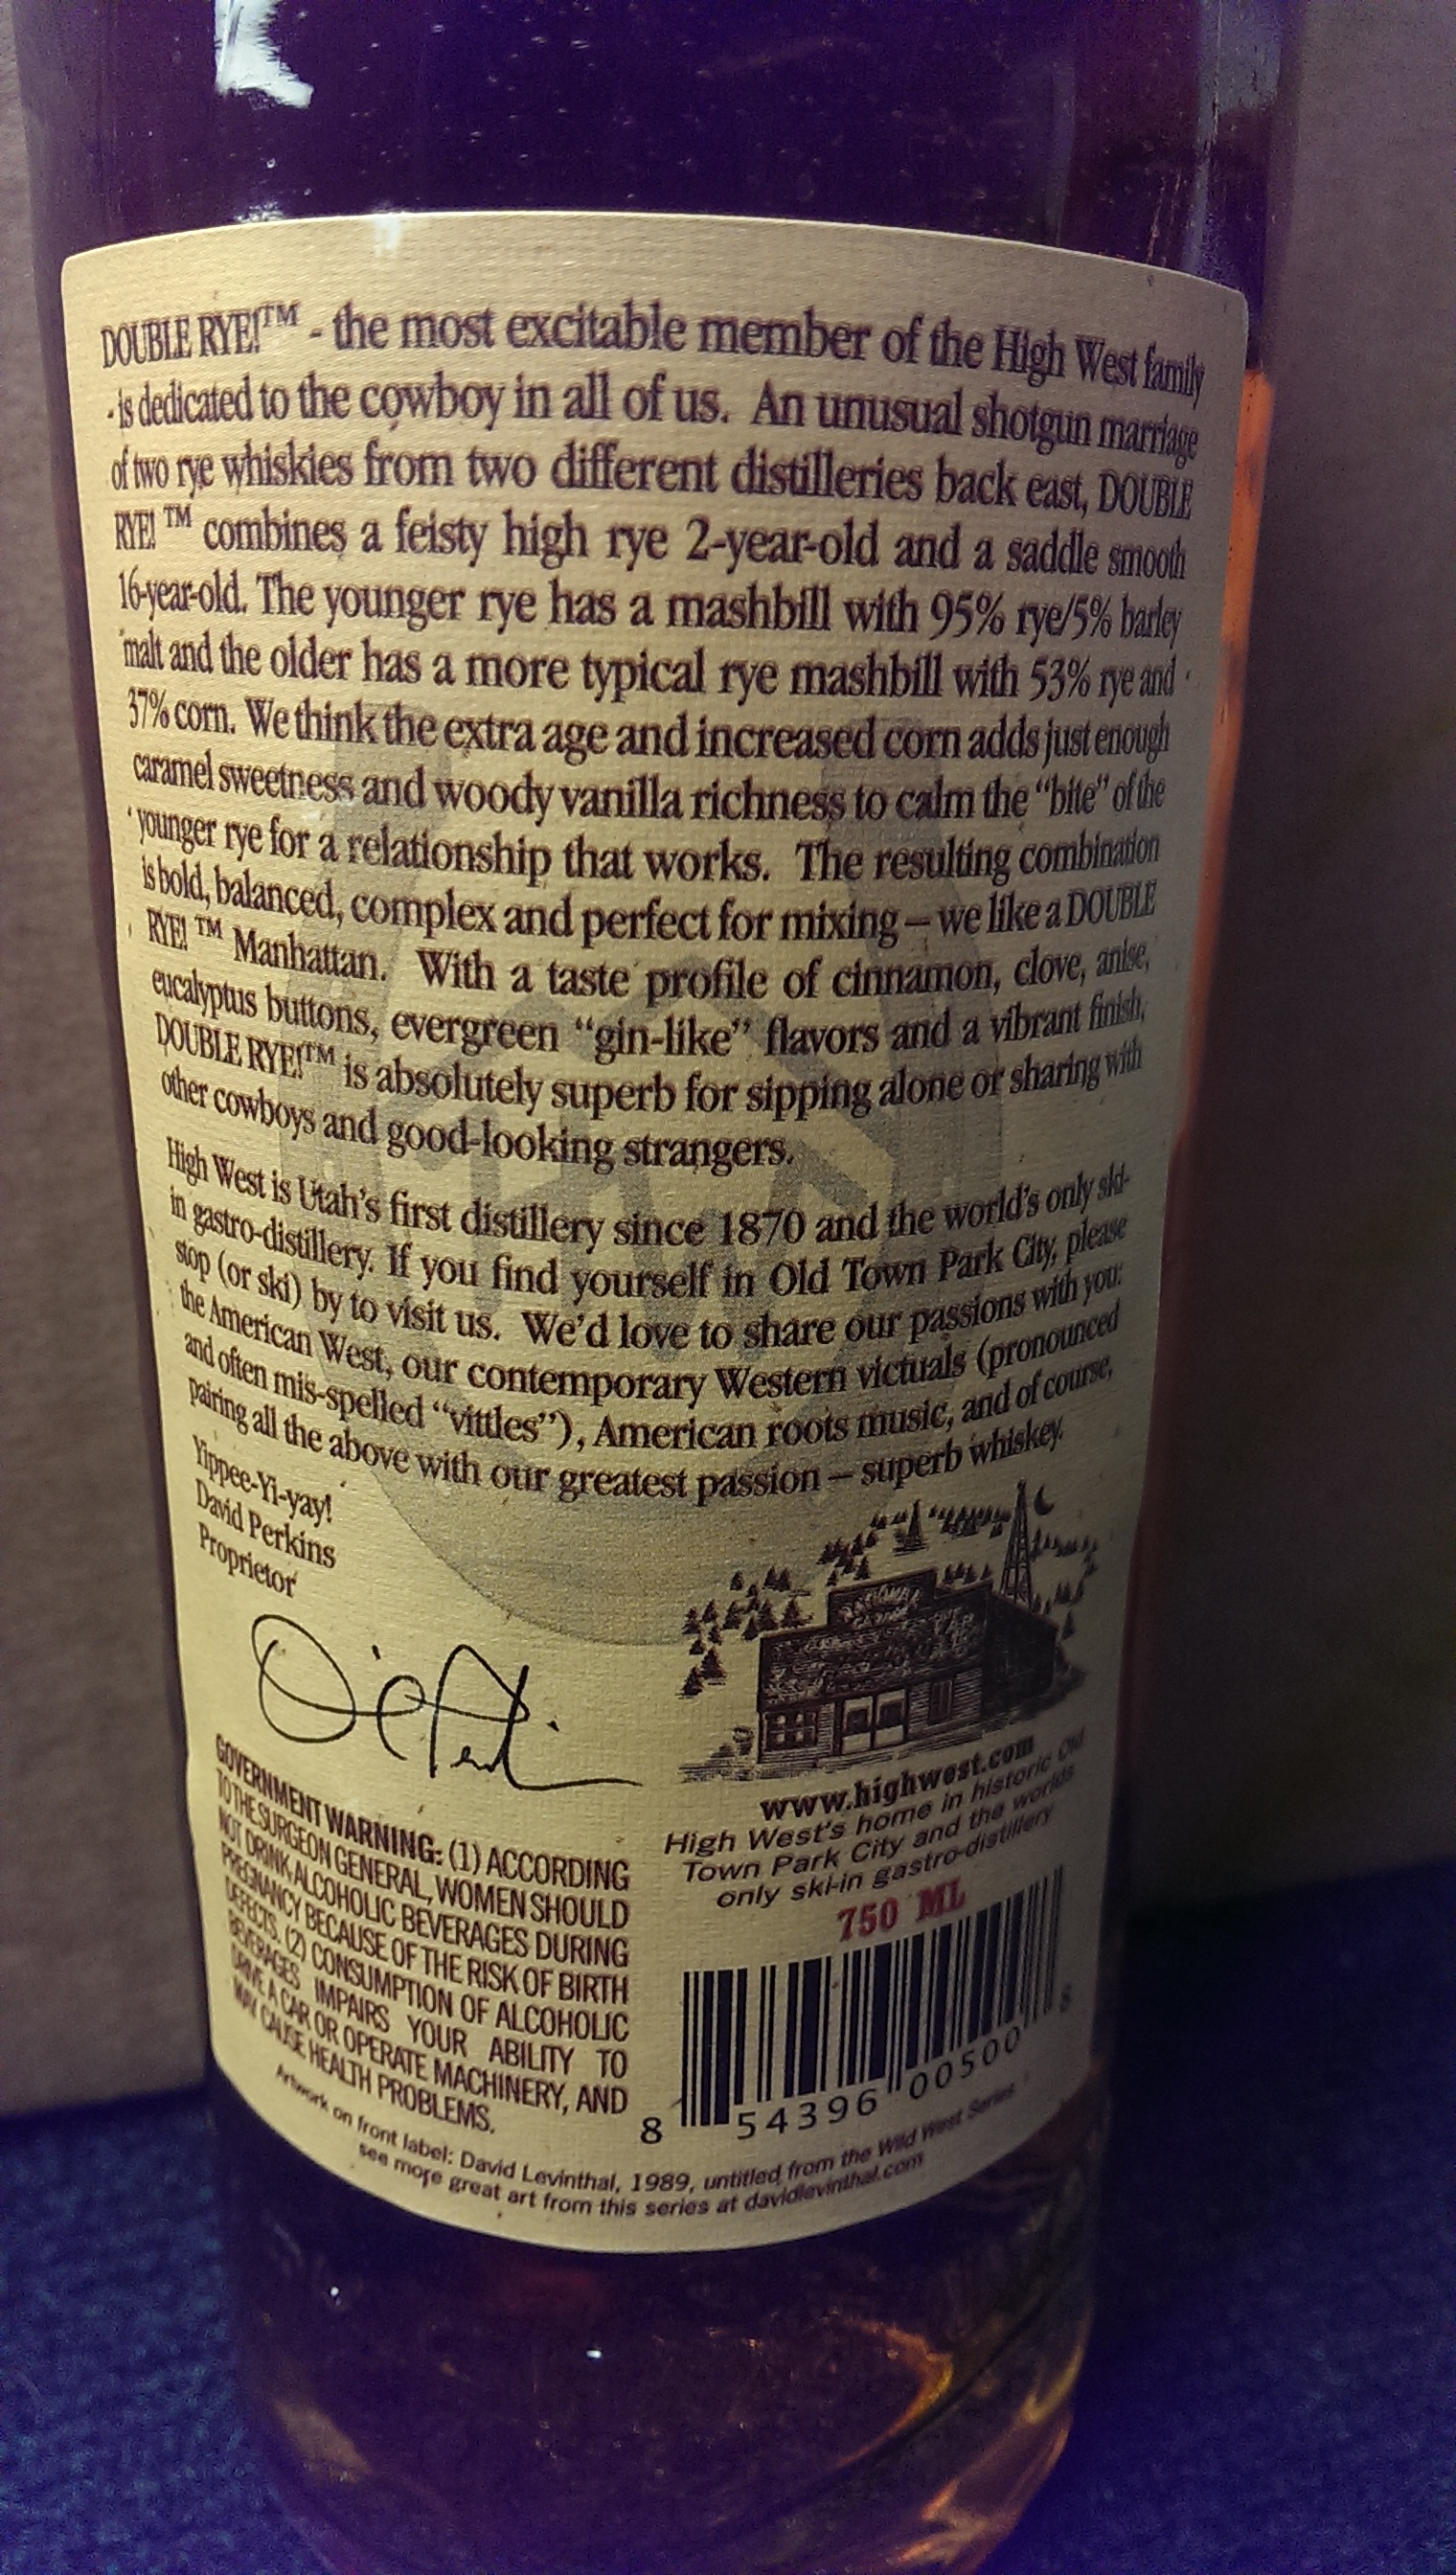 DOUBLE RYE!™ - the most excitable member of the High West family
- is dedicated to the cowboy in all of us. An unusual shotgun marriage
of two rye whiskies from two different distilleries back east, DOUBLE
RYE! ™ combines a feisty high rye 2-year-old and a saddle smooth
16-year-old. The younger rye has a mashbill with 95% rye/5% barley
malt and the older has a more typical rye mashbill with 53% rye and
37% corn. We think the extra age and increased corn adds just enough
caramel sweetness and woody vanilla richness to calm the “bite” of the
younger rye for a relationship that works. The resulting combination
is bold, balanced, complex and perfect for mixing – we like a DOUBLE
RYE! ™ Manhattan. With a taste profile of cinnamon, clove, anise,
eucalyptus buttons, evergreen “gin-like” flavors and a vibrant finish,
DOUBLE RYE!™ is absolutely superb for sipping alone or sharing with
other cowboys and good-looking strangers.
High West is Utah’s first distillery since 1870 and the world’s only ski-
in gastro-distillery. If you find yourself in Old Town Park City, please
stop (or ski) by to visit us. We’d love to share our passions with you:
the American West, our contemporary Western victuals (pronounced
and often mis-spelled “vittles”), American roots music, and of course,
pairing all the above with our greatest passion – superb whiskey.
Yippee-Yi-yay!
David Perkins
Proprietor
GOVERNMENT WARNING: (1) ACCORDING
TO THE SURGEON GENERAL, WOMEN SHOULD
NOT DRINK ALCOHOLIC BEVERAGES DURING
PREGNANCY BECAUSE OF THE RISK OF BIRTH
DEFECTS. (2) CONSUMPTION OF ALCOHOLIC
BEVERAGES IMPAIRS YOUR ABILITY TO
DRIVE A CAR OR OPERATE MACHINERY, AND
MAY CAUSE HEALTH PROBLEMS.
www.highwest.com
High West's home in historic Old
Town Park City and the worlds
only ski-in gastro-distillery
750 ML
8 54396 00500 8
Artwork on front label: David Levinthal, 1989, untitled from the Wild West Series
see more great art from this series at davidlevinthal.com